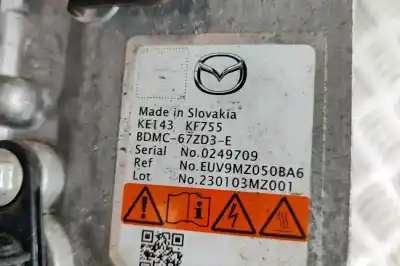 Made in Slovakia
KE143 KF755
BDMC-67ZD3-E
Serial No.0249709
Ref No.EUV9MZ050BA6
Lot No.230103MZ001